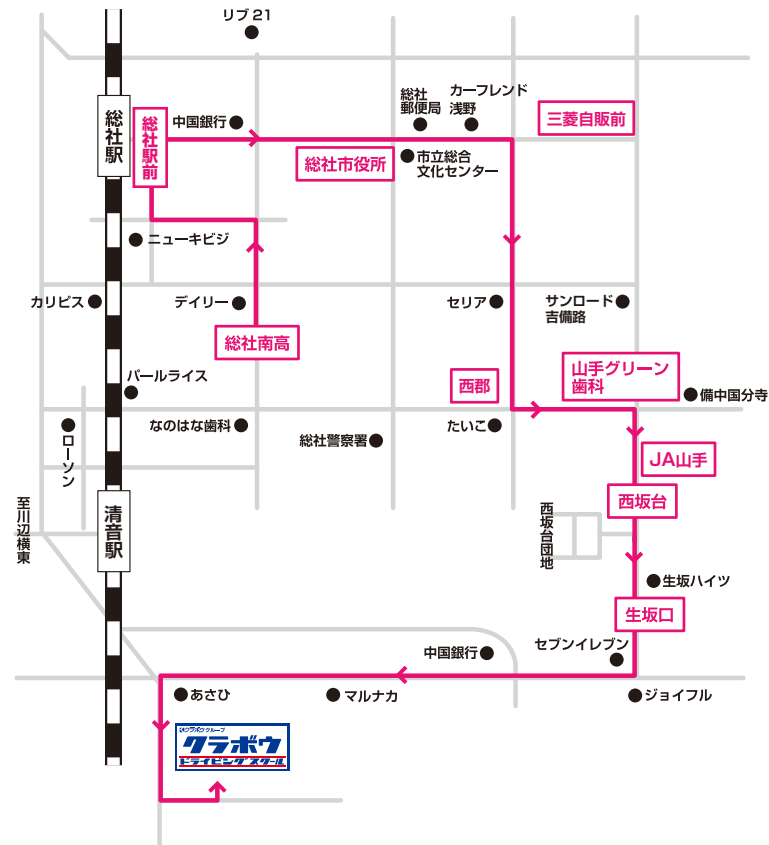 リブ21
総社駅
総社駅前
中国銀行
総社
郵便局
カーフレンド
浅野
三菱自販前
総社市役所
市立総合
文化センター
ニューキビジ
カリビス
デイリー
セリア
サンロード
吉備路
総社南高
パールライス
西郡
山手グリーン
歯科
備中国分寺
ローソン
なのはな歯科
総社警察署
たいこ
JA山手
西坂台
至川辺横東
清音駅
西坂台団地
生坂ハイツ
生坂口
中国銀行
セブンイレブン
あさひ
マルナカ
ジョイフル
クラボウグループ
クラボウ
ドライビングスクール